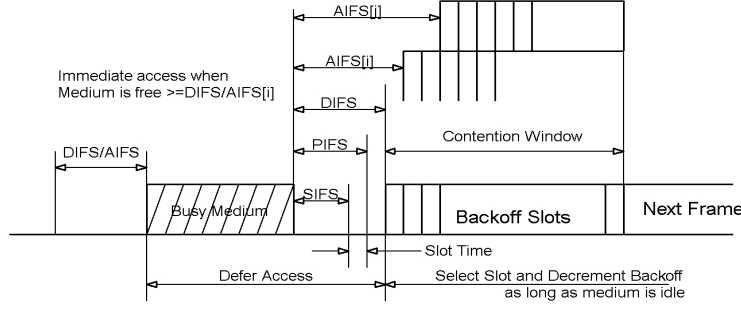 AIFS[j]
AIFS[i]
Immediate access when
Medium is free >=DIFS/AIFS[i]
DIFS
PIFS
Contention Window
DIFS/AIFS
SIFS
Busy Medium
Backoff Slots
Next Frame
Slot Time
Defer Access
Select Slot and Decrement Backoff
as long as medium is idle